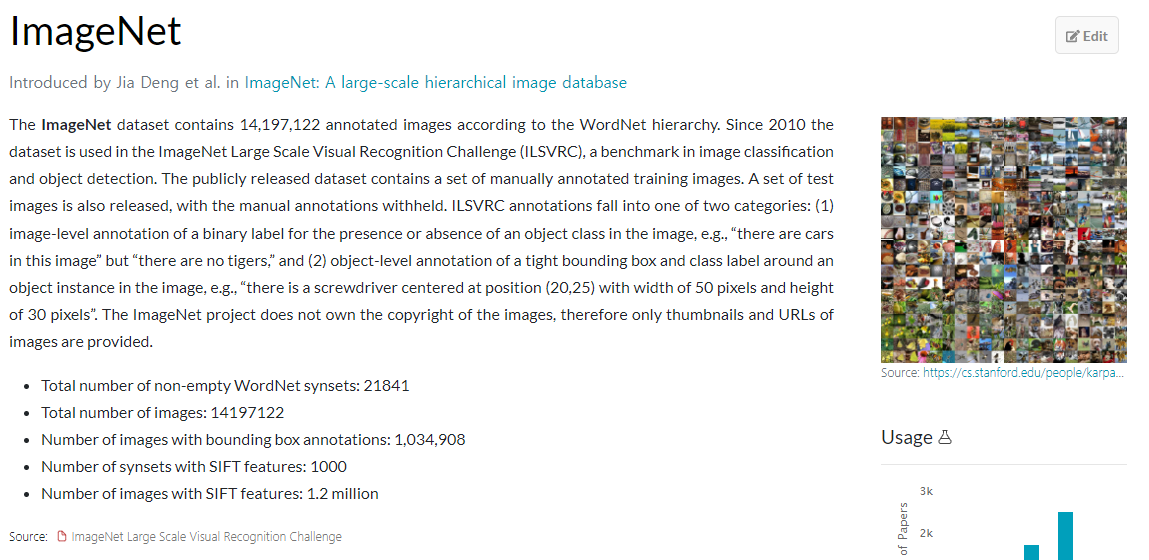 ImageNet
Edit
Introduced by Jia Deng et al. in ImageNet: A large-scale hierarchical image database
The ImageNet dataset contains 14,197,122 annotated images according to the WordNet hierarchy. Since 2010 the
dataset is used in the ImageNet Large Scale Visual Recognition Challenge (ILSVRC), a benchmark in image classification
and object detection. The publicly released dataset contains a set of manually annotated training images. A set of test
images is also released, with the manual annotations withheld. ILSVRC annotations fall into one of two categories: (1)
image-level annotation of a binary label for the presence or absence of an object class in the image, e.g., “there are cars
in this image” but “there are no tigers,” and (2) object-level annotation of a tight bounding box and class label around an
object instance in the image, e.g., “there is a screwdriver centered at position (20,25) with width of 50 pixels and height
of 30 pixels”. The ImageNet project does not own the copyright of the images, therefore only thumbnails and URLs of
images are provided.
• Total number of non-empty WordNet synsets: 21841
• Total number of images: 14197122
• Number of images with bounding box annotations: 1,034,908
• Number of synsets with SIFT features: 1000
• Number of images with SIFT features: 1.2 million
Source: ImageNet Large Scale Visual Recognition Challenge
Source: https://cs.stanford.edu/people/karpa...
Usage
3k
2k
of Papers